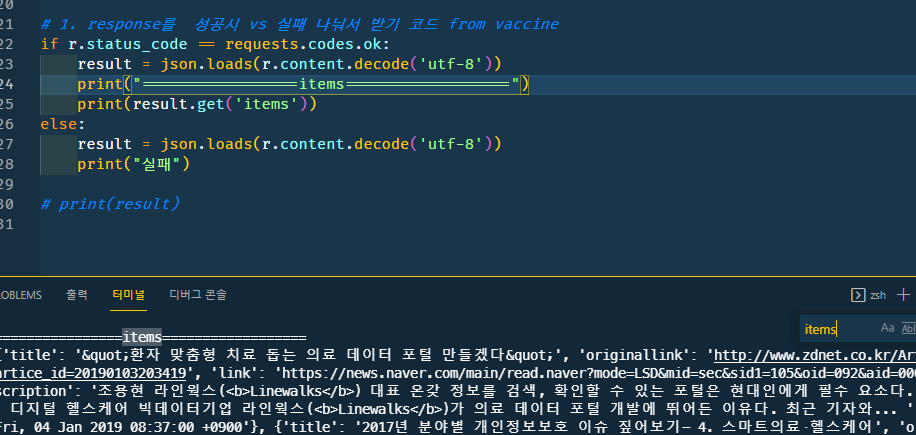 20
21 # 1. response를 성공시 vs 실패 나눠서 받기 코드 from vaccine
22 if r.status_code == requests.codes.ok:
23 result = json.loads(r.content.decode('utf-8'))
24 print("==================items==================")
25 print(result.get('items'))
26 else:
27 result = json.loads(r.content.decode('utf-8'))
28 print("실패")
29
30 # print(result)
31
OBLEMS 출력 터미널 디버그 콘솔 zsh
items Aa Abl
================items==================
{'title': '&quot;환자 맞춤형 치료 돕는 의료 데이터 포털 만들겠다&quot;', 'originallink': 'http://www.zdnet.co.kr/Ar
artice_id=20190103203419', 'link': 'https://news.naver.com/main/read.naver?mode=LSD&mid=sec&sid1=105&oid=092&aid=000
scription': '조용현 라인웍스(<b>Linewalks</b>) 대표 온갖 정보를 검색, 확인할 수 있는 포털은 현대인에게 필수 요소다.
디지털 헬스케어 빅데이터기업 라인웍스(<b>Linewalks</b>)가 의료 데이터 포털 개발에 뛰어든 이유다. 최근 기자와... '
Fri, 04 Jan 2019 08:37:00 +0900'}, {'title': '2017년 분야별 개인정보보호 이슈 짚어보기- 4. 스마트의료·헬스케어', 'o